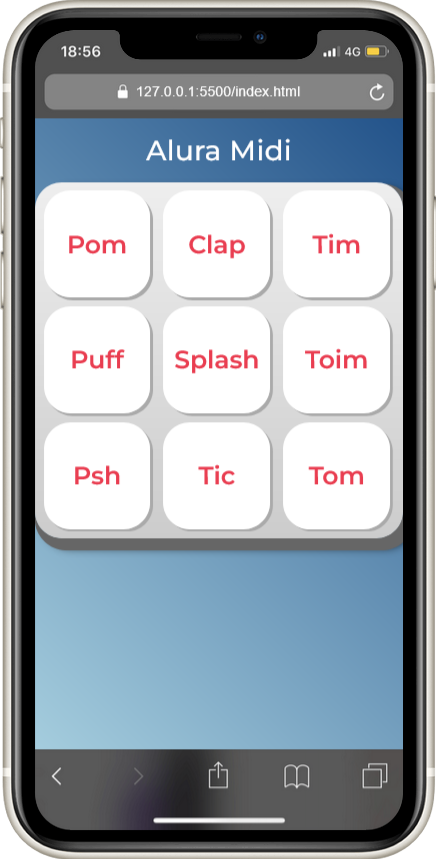 18:56 4G
127.0.0.1:5500/index.html
Alura Midi
Pom Clap Tim
Puff Splash Toim
Psh Tic Tom